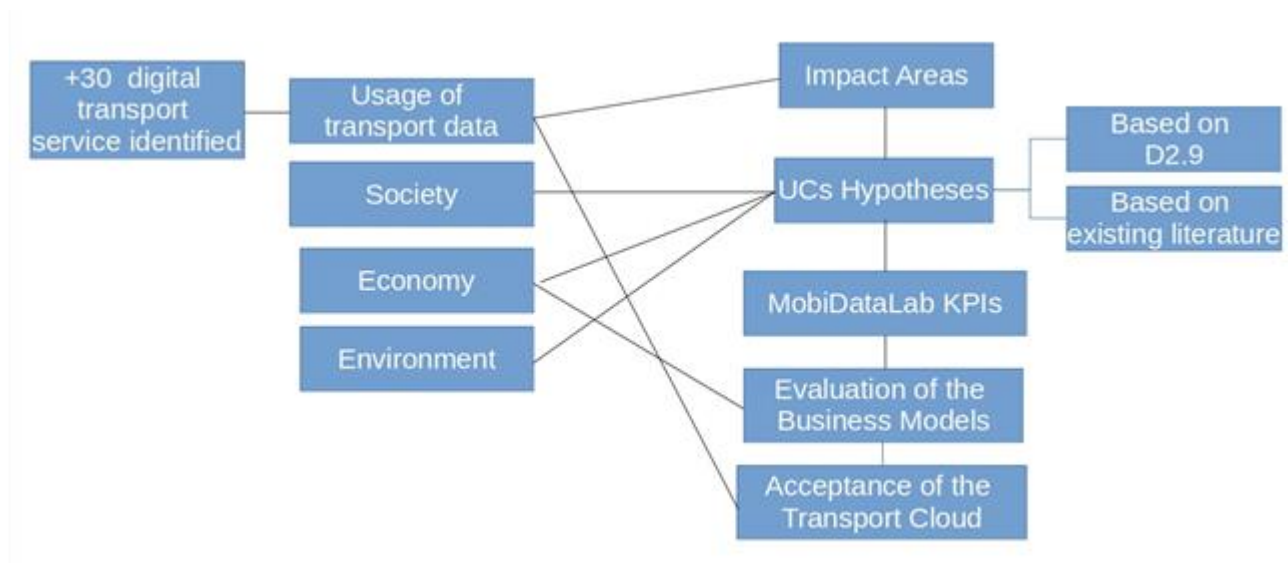 +30 digital
transport
service identified
Usage of
transport data
Society
Economy
Environment
Impact Areas
UCs Hypotheses
MobiDataLab KPIs
Evaluation of the
Business Models
Acceptance of the
Transport Cloud
Based on
D2.9
Based on
existing literature